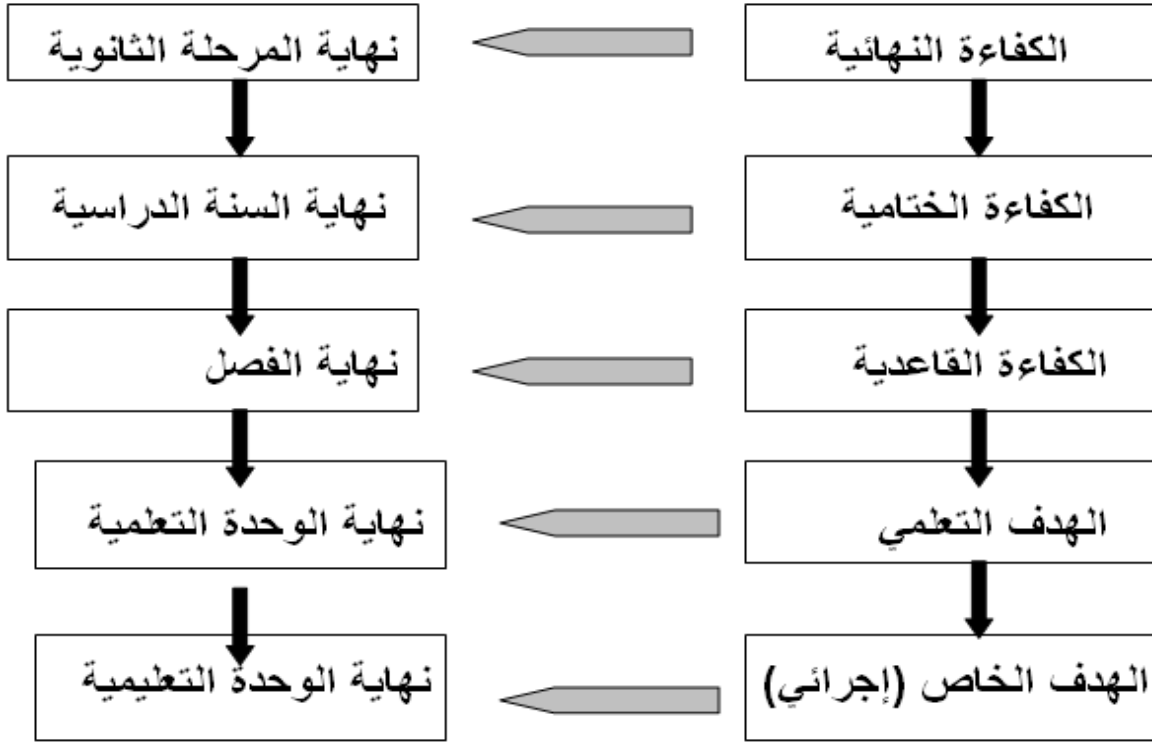 الكفاءة النهائية
نهاية المرحلة الثانوية
الكفاءة الختامية
نهاية السنة الدراسية
الكفاءة القاعدية
نهاية الفصل
الهدف التعلمي
نهاية الوحدة التعلمية
الهدف الخاص (إجرائي)
نهاية الوحدة التعليمية